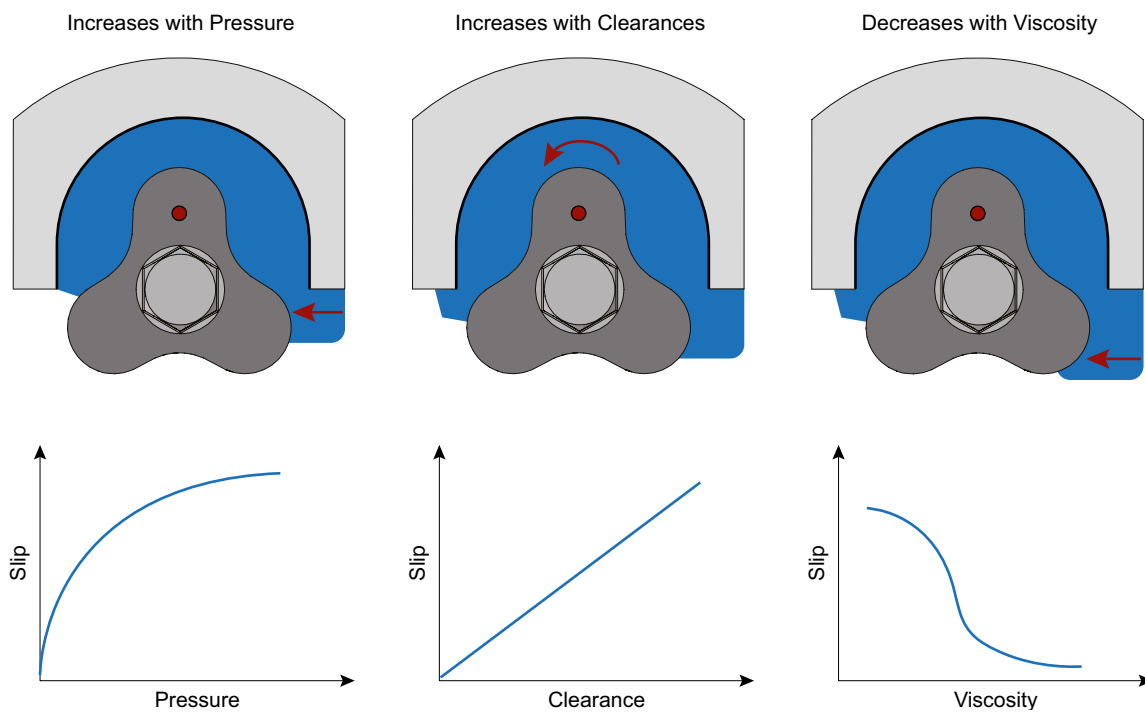 Increases with Pressure
Increases with Clearances
Decreases with Viscosity
Slip
Pressure
Slip
Clearance
Slip
Viscosity